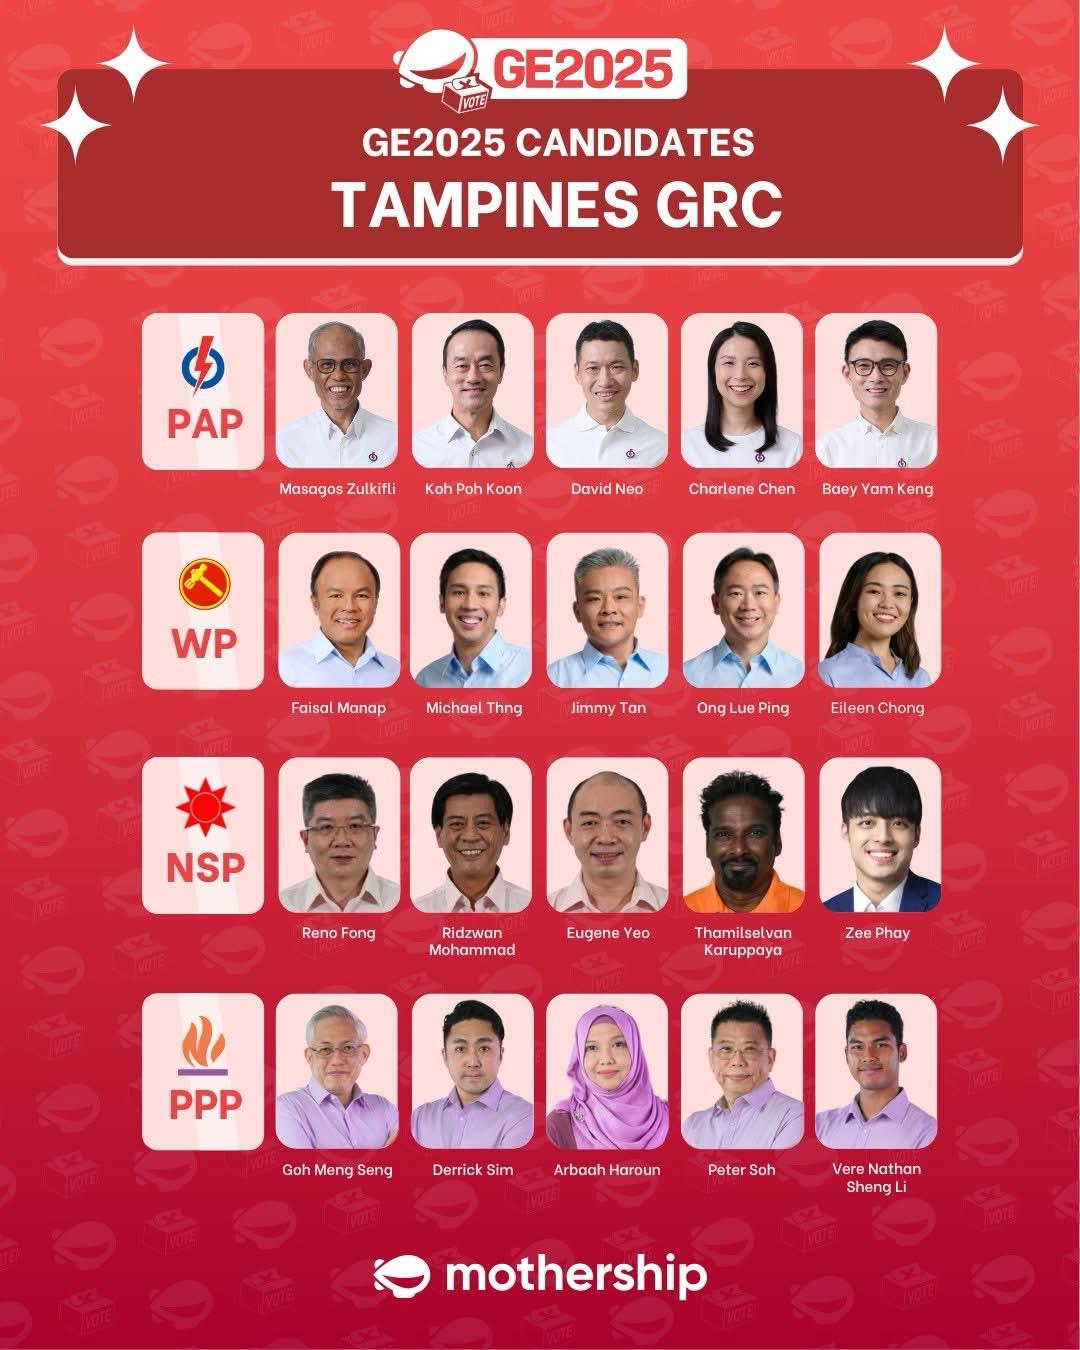 GE2025
VOTE
GE2025 CANDIDATES
TAMPINES GRC
PAP
Masagos Zulkifli
Koh Poh Koon
David Neo
Charlene Chen
Baey Yam Keng
WP
Faisal Manap
Michael Thng
Jimmy Tan
Ong Lue Ping
Eileen Chong
NSP
Reno Fong
Ridzwan
Mohammad
Eugene Yeo
Thamilselvan
Karuppaya
Zee Phay
PPP
Goh Meng Seng
Derrick Sim
Arbaah Haroun
Peter Soh
Vere Nathan
Sheng Li
mothership